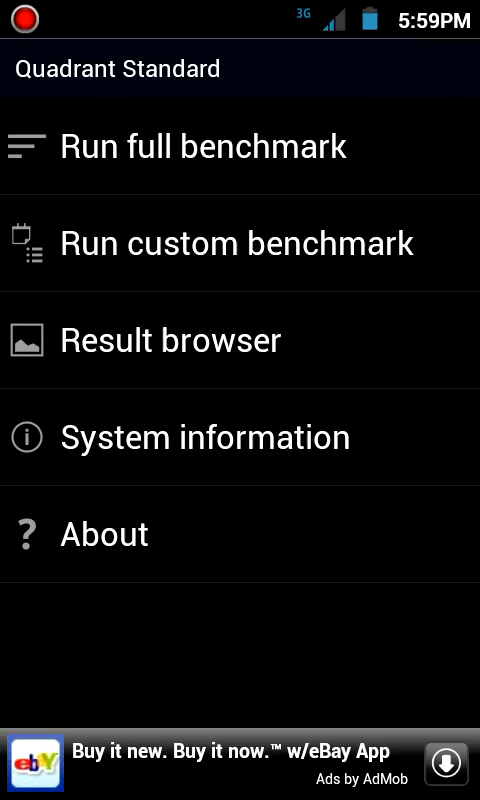 3G 5:59PM
Quadrant Standard
Run full benchmark
Run custom benchmark
Result browser
System information
About
ebY Buy it new. Buy it now.™ w/eBay App
Ads by AdMob